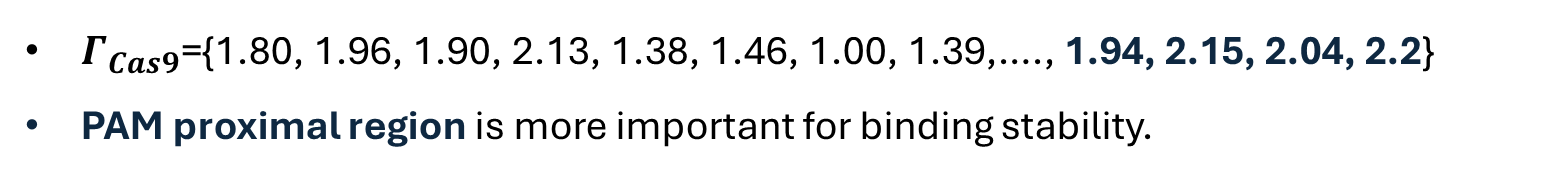 • Γ_Cas9={1.80, 1.96, 1.90, 2.13, 1.38, 1.46, 1.00, 1.39,...., 1.94, 2.15, 2.04, 2.2}
• PAM proximal region is more important for binding stability.